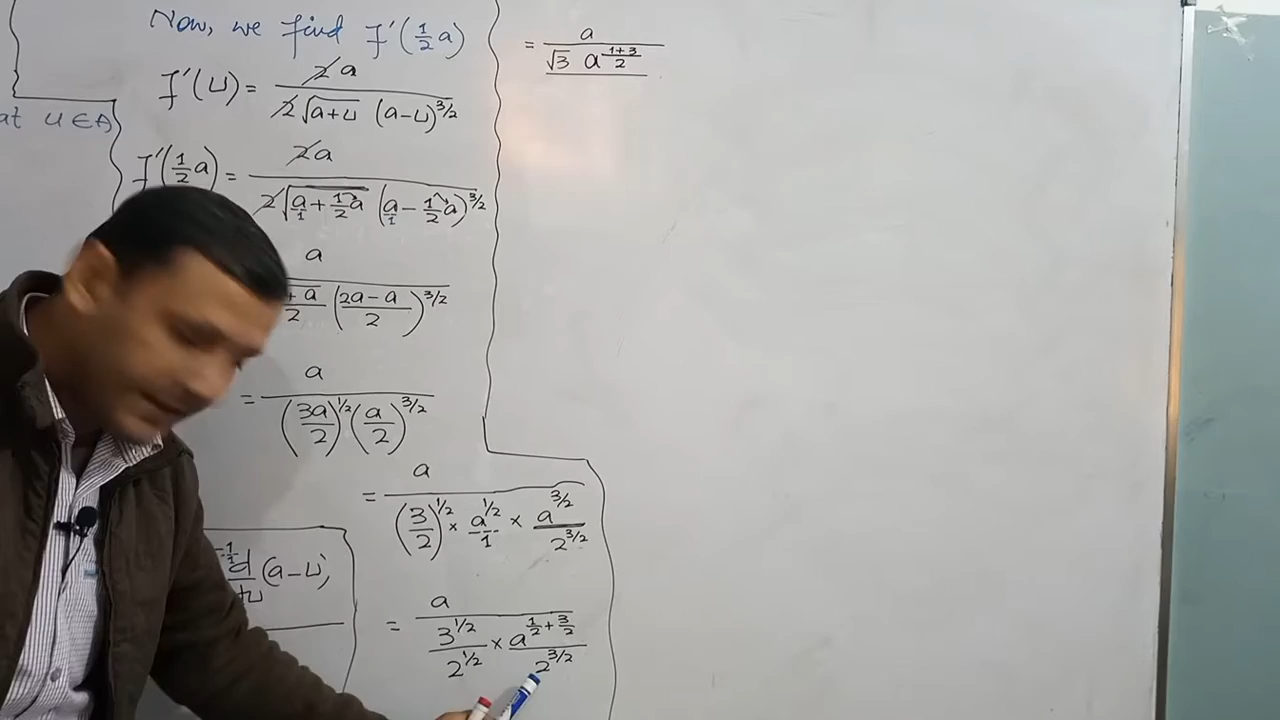 Now, we find f'(1/2 a)
f'(u) = 2a / 2√(a+u) (a-u)^3/2
f'(1/2 a) = 2a / 2√(a/1 + 1/2 a) (a/1 - 1/2 a)^3/2
a / + a / 2 ((2a-a)/2)^3/2
= a / (3a/2)^1/2 (a/2)^3/2
= a / (3/2)^1/2 × a^1/2 / 1 × a^3/2 / 2^3/2
= a / 3^1/2 / 2^1/2 × a^(1/2 + 3/2) / 2^3/2
at u ∈ A
d (a-u)
= a / √3 a^(1+3)/2